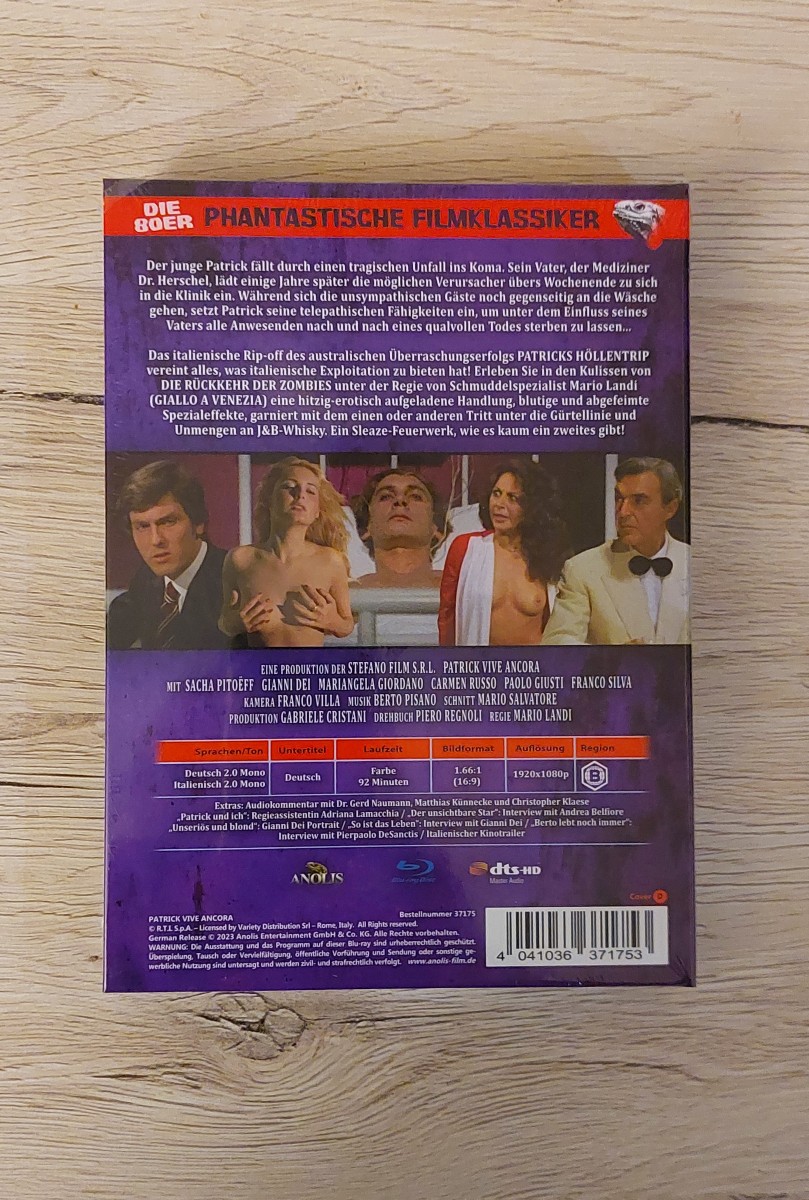 DIE
80ER
PHANTASTISCHE FILMKLASSIKER
Der junge Patrick fällt durch einen tragischen Unfall ins Koma. Sein Vater, der Mediziner
Dr. Herschel, lädt einige Jahre später die möglichen Verursacher übers Wochenende zu sich
in die Klinik ein. Während sich die unsympathischen Gäste noch gegenseitig an die Wäsche
gehen, setzt Patrick seine telepathischen Fähigkeiten ein, um unter dem Einfluss seines
Vaters alle Anwesenden nach und nach eines qualvollen Todes sterben zu lassen...
Das italienische Rip-off des australischen Überraschungserfolgs PATRICKS HÖLLENTRIP
vereint alles, was italienische Exploitation zu bieten hat! Erleben Sie in den Kulissen von
DIE RÜCKKEHR DER ZOMBIES unter der Regie von Schmuddelspezialist Mario Landi
(GIALLO A VENEZIA) eine hitzig-erotisch aufgeladene Handlung, blutige und abgefeimte
Spezialeffekte, garniert mit dem einen oder anderen Tritt unter die Gürtellinie und
Unmengen an J&B-Whisky. Ein Sleaze-Feuerwerk, wie es kaum ein zweites gibt!
EINE PRODUKTION DER STEFANO FILM S.R.L. PATRICK VIVE ANCORA
MIT SACHA PITOËFF GIANNI DEI MARIANGELA GIORDANO CARMEN RUSSO PAOLO GIUSTI FRANCO SILVA
KAMERA FRANCO VILLA MUSIK BERTO PISANO SCHNITT MARIO SALVATORE
PRODUKTION GABRIELE CRISTANI DREHBUCH PIERO REGNOLI REGIE MARIO LANDI
Sprachen/Ton Untertitel Laufzeit Bildformat Auflösung Region
Deutsch 2.0 Mono
Italienisch 2.0 Mono
Deutsch
Farbe
92 Minuten
1.66:1
(16:9)
1920x1080p
B
Extras: Audiokommentar mit Dr. Gerd Naumann, Matthias Künnecke und Christopher Klaese
„Patrick und ich“: Regieassistentin Adriana Lamacchia / „Der unsichtbare Star“: Interview mit Andrea Belfiore
„Unseriös und blond“: Gianni Dei Portrait / „So ist das Leben“: Interview mit Gianni Dei / „Berto lebt noch immer“:
Interview mit Pierpaolo DeSanctis / Italienischer Kinotrailer
ANOLIS
Blu-ray Disc
dts-HD
Master Audio
Cover D
PATRICK VIVE ANCORA
Bestellnummer 37175
© R.T.I. S.p.A. – Licensed by Variety Distribution Srl – Rome, Italy. All Rights reserved.
German Release © 2023 Anolis Entertainment GmbH & Co. KG. Alle Rechte vorbehalten.
WARNUNG: Die Ausstattung und das Programm auf dieser Blu-ray sind urheberrechtlich geschützt.
Überspielung, Tausch oder Vervielfältigung, öffentliche Vorführung und Sendung oder sonstige ge-
werbliche Nutzung sind untersagt und werden zivil- und strafrechtlich verfolgt. www.anolis-film.de
4 041036 371753